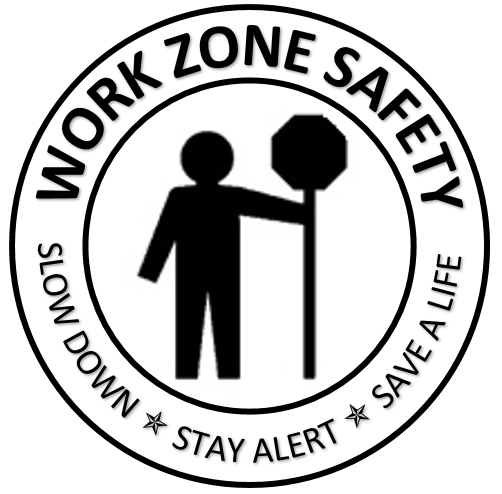 WORK ZONE SAFETY
SLOW DOWN ★ STAY ALERT ★ SAVE A LIFE